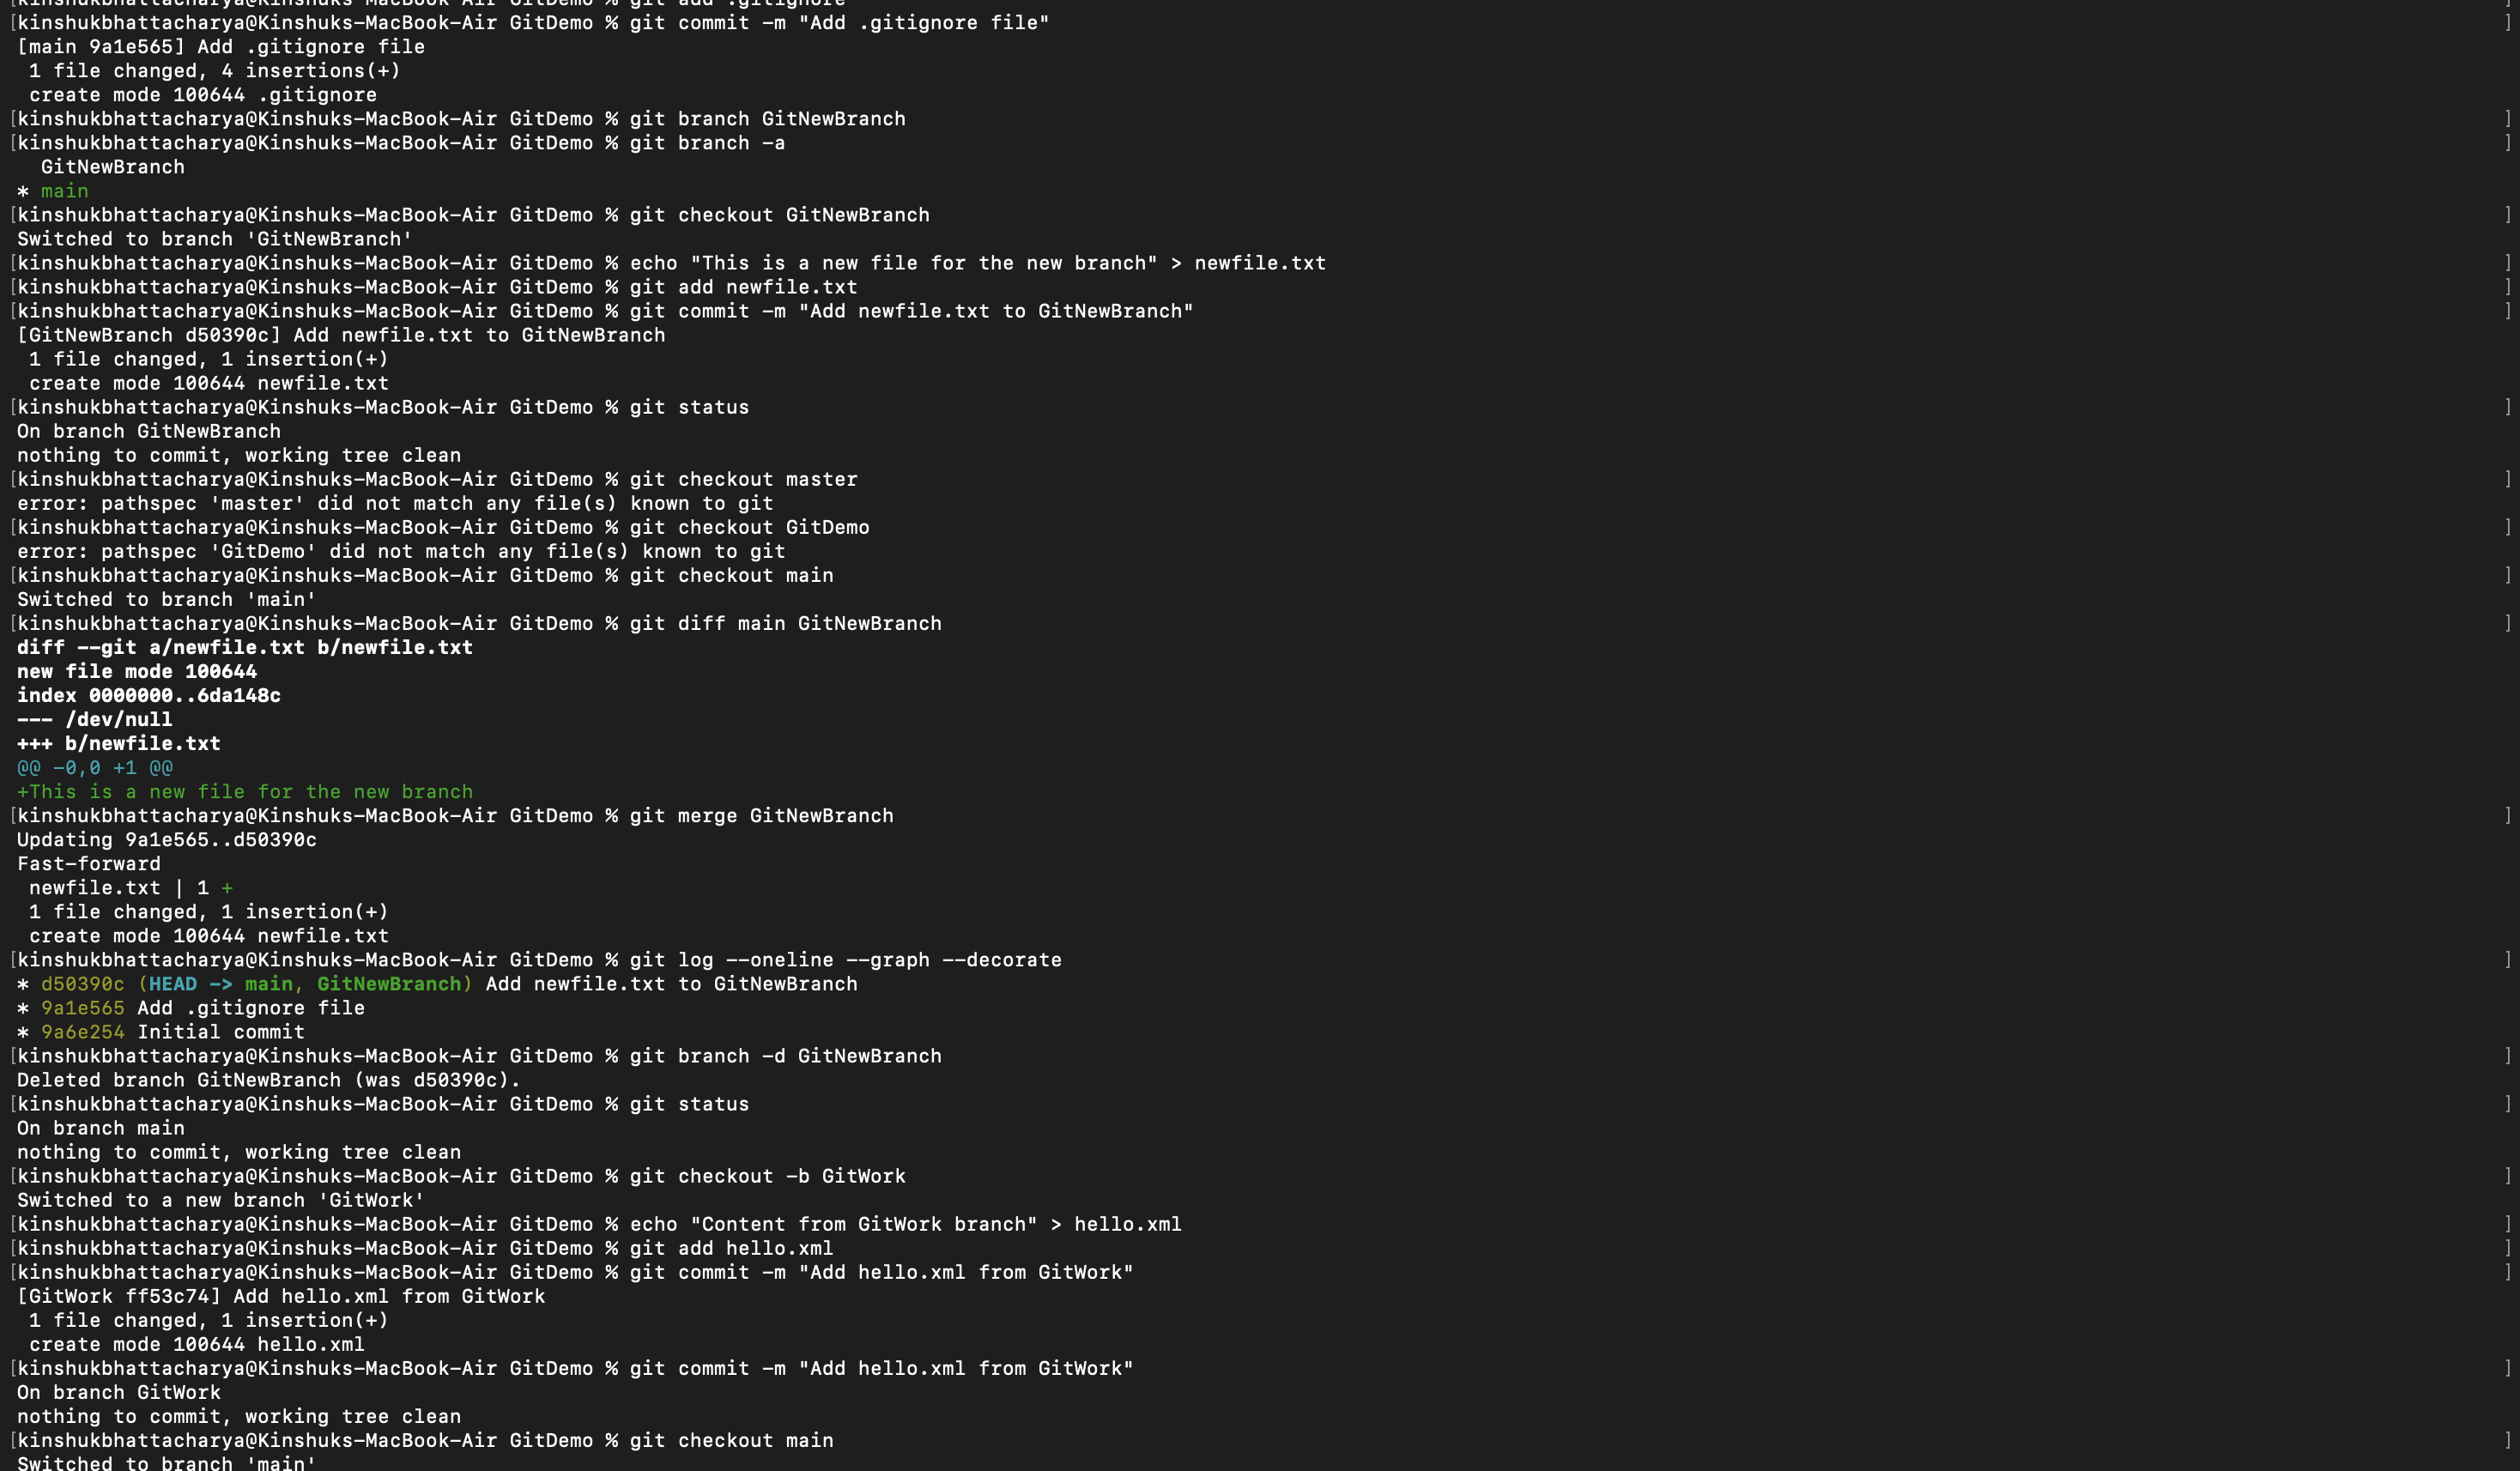 [kinshukbhattacharya@Kinshuks-MacBook-Air GitDemo % git add .gitignore ]
[kinshukbhattacharya@Kinshuks-MacBook-Air GitDemo % git commit -m "Add .gitignore file" ]
[main 9a1e565] Add .gitignore file
1 file changed, 4 insertions(+)
create mode 100644 .gitignore
[kinshukbhattacharya@Kinshuks-MacBook-Air GitDemo % git branch GitNewBranch ]
[kinshukbhattacharya@Kinshuks-MacBook-Air GitDemo % git branch -a ]
GitNewBranch
* main
[kinshukbhattacharya@Kinshuks-MacBook-Air GitDemo % git checkout GitNewBranch ]
Switched to branch 'GitNewBranch'
[kinshukbhattacharya@Kinshuks-MacBook-Air GitDemo % echo "This is a new file for the new branch" > newfile.txt ]
[kinshukbhattacharya@Kinshuks-MacBook-Air GitDemo % git add newfile.txt ]
[kinshukbhattacharya@Kinshuks-MacBook-Air GitDemo % git commit -m "Add newfile.txt to GitNewBranch" ]
[GitNewBranch d50390c] Add newfile.txt to GitNewBranch
1 file changed, 1 insertion(+)
create mode 100644 newfile.txt
[kinshukbhattacharya@Kinshuks-MacBook-Air GitDemo % git status ]
On branch GitNewBranch
nothing to commit, working tree clean
[kinshukbhattacharya@Kinshuks-MacBook-Air GitDemo % git checkout master ]
error: pathspec 'master' did not match any file(s) known to git
[kinshukbhattacharya@Kinshuks-MacBook-Air GitDemo % git checkout GitDemo ]
error: pathspec 'GitDemo' did not match any file(s) known to git
[kinshukbhattacharya@Kinshuks-MacBook-Air GitDemo % git checkout main ]
Switched to branch 'main'
[kinshukbhattacharya@Kinshuks-MacBook-Air GitDemo % git diff main GitNewBranch ]
diff --git a/newfile.txt b/newfile.txt
new file mode 100644
index 0000000..6da148c
--- /dev/null
+++ b/newfile.txt
@@ -0,0 +1 @@
+This is a new file for the new branch
[kinshukbhattacharya@Kinshuks-MacBook-Air GitDemo % git merge GitNewBranch ]
Updating 9a1e565..d50390c
Fast-forward
newfile.txt | 1 +
1 file changed, 1 insertion(+)
create mode 100644 newfile.txt
[kinshukbhattacharya@Kinshuks-MacBook-Air GitDemo % git log --oneline --graph --decorate ]
* d50390c (HEAD -> main, GitNewBranch) Add newfile.txt to GitNewBranch
* 9a1e565 Add .gitignore file
* 9a6e254 Initial commit
[kinshukbhattacharya@Kinshuks-MacBook-Air GitDemo % git branch -d GitNewBranch ]
Deleted branch GitNewBranch (was d50390c).
[kinshukbhattacharya@Kinshuks-MacBook-Air GitDemo % git status ]
On branch main
nothing to commit, working tree clean
[kinshukbhattacharya@Kinshuks-MacBook-Air GitDemo % git checkout -b GitWork ]
Switched to a new branch 'GitWork'
[kinshukbhattacharya@Kinshuks-MacBook-Air GitDemo % echo "Content from GitWork branch" > hello.xml ]
[kinshukbhattacharya@Kinshuks-MacBook-Air GitDemo % git add hello.xml ]
[kinshukbhattacharya@Kinshuks-MacBook-Air GitDemo % git commit -m "Add hello.xml from GitWork" ]
[GitWork ff53c74] Add hello.xml from GitWork
1 file changed, 1 insertion(+)
create mode 100644 hello.xml
[kinshukbhattacharya@Kinshuks-MacBook-Air GitDemo % git commit -m "Add hello.xml from GitWork" ]
On branch GitWork
nothing to commit, working tree clean
[kinshukbhattacharya@Kinshuks-MacBook-Air GitDemo % git checkout main ]
Switched to branch 'main'